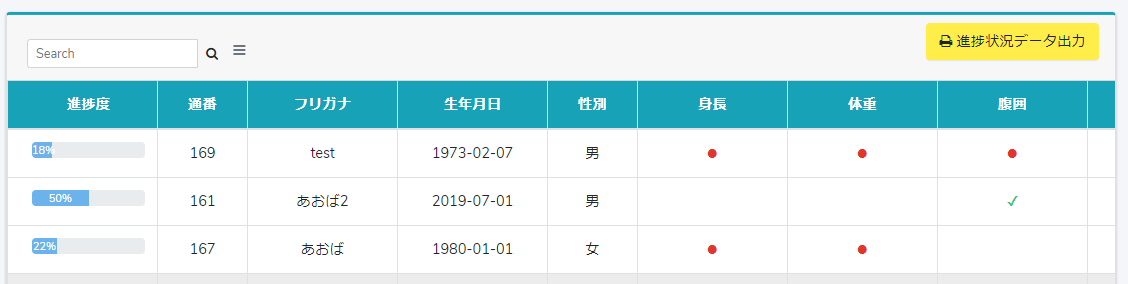 Search
進捗状況データ出力
進捗度 通番 フリガナ 生年月日 性別 身長 体重 腹囲
18% 169 test 1973-02-07 男
50% 161 あおば2 2019-07-01 男
22% 167 あおば 1980-01-01 女